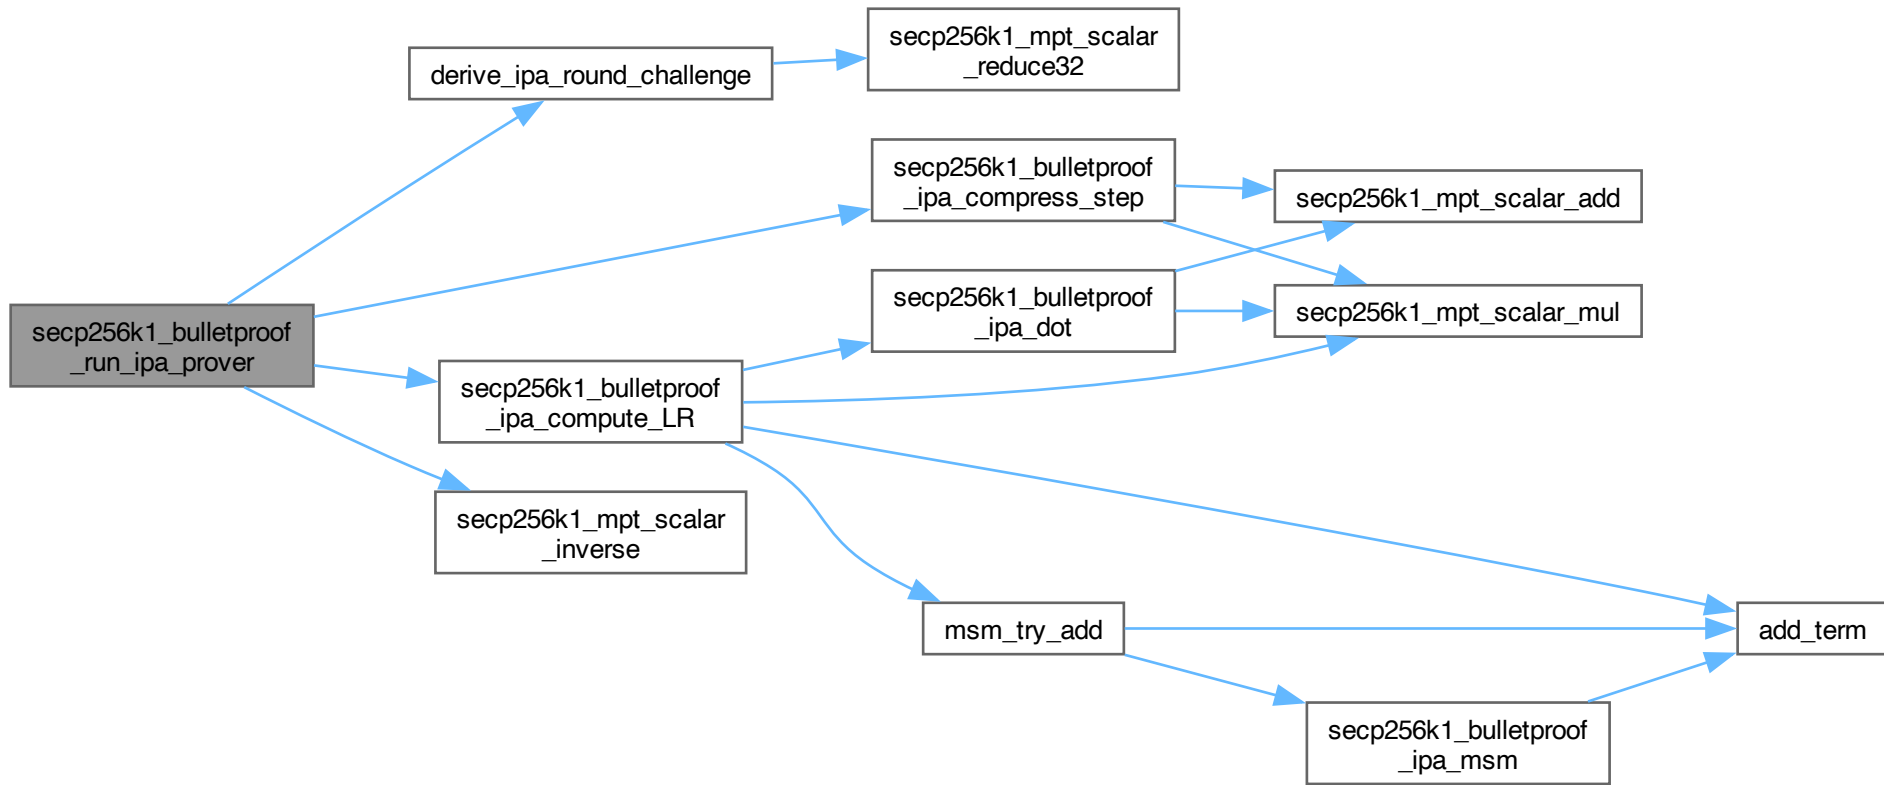 secp256k1_mpt_scalar
_reduce32
derive_ipa_round_challenge
secp256k1_bulletproof
_ipa_compress_step
secp256k1_mpt_scalar_add
secp256k1_bulletproof
_ipa_dot
secp256k1_mpt_scalar_mul
secp256k1_bulletproof
_run_ipa_prover
secp256k1_bulletproof
_ipa_compute_LR
secp256k1_mpt_scalar
_inverse
msm_try_add
add_term
secp256k1_bulletproof
_ipa_msm